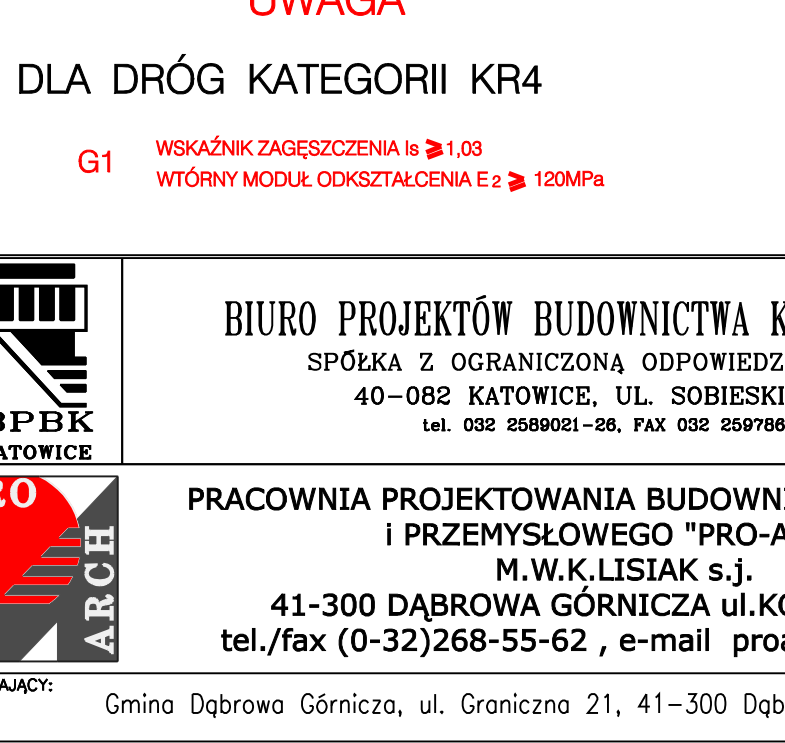 UWAGA
DLA DRÓG KATEGORII KR4
G1
WSKAŹNIK ZAGĘSZCZENIA Is ⩾ 1,03
WTÓRNY MODUŁ ODKSZTAŁCENIA E2 ⩾ 120MPa
BIURO PROJEKTÓW BUDOWNICTWA K
SPÓŁKA Z OGRANICZONĄ ODPOWIEDZ
40-082 KATOWICE, UL. SOBIESKI
tel. 032 2589021-26, FAX 032 259786
BPBK
ATOWICE
RO
ARCH
PRACOWNIA PROJEKTOWANIA BUDOWNI
i PRZEMYSŁOWEGO "PRO-A
M.W.K.LISIAK s.j.
41-300 DĄBROWA GÓRNICZA ul.KO
tel./fax (0-32)268-55-62 , e-mail proa
AJĄCY:
Gmina Dąbrowa Górnicza, ul. Graniczna 21, 41-300 Dąb